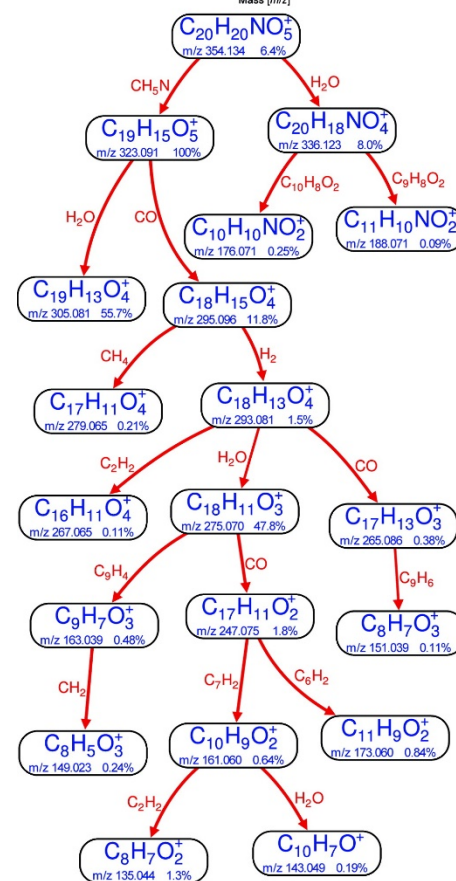 Mass [m/z]
C₂₀H₂₀NO₅⁺
m/z 354.134 6.4%
CH₅N
H₂O
C₁₉H₁₅O₅⁺
m/z 323.091 100%
C₂₀H₁₈NO₄⁺
m/z 336.123 8.0%
H₂O
CO
C₁₀H₈O₂
C₉H₈O₂
C₁₀H₁₀NO₂⁺
m/z 176.071 0.25%
C₁₁H₁₀NO₂⁺
m/z 188.071 0.09%
C₁₉H₁₃O₄⁺
m/z 305.081 55.7%
C₁₈H₁₅O₄⁺
m/z 295.096 11.8%
CH₄
H₂
C₁₇H₁₁O₄⁺
m/z 279.065 0.21%
C₁₈H₁₃O₄⁺
m/z 293.081 1.5%
C₂H₂
H₂O
CO
C₁₆H₁₁O₄⁺
m/z 267.065 0.11%
C₁₈H₁₁O₃⁺
m/z 275.070 47.8%
C₁₇H₁₃O₃⁺
m/z 265.086 0.38%
C₉H₄
CO
C₉H₆
C₉H₇O₃⁺
m/z 163.039 0.48%
C₁₇H₁₁O₂⁺
m/z 247.075 1.8%
C₈H₇O₃⁺
m/z 151.039 0.11%
CH₂
C₇H₂
C₆H₂
C₈H₅O₃⁺
m/z 149.023 0.24%
C₁₀H₉O₂⁺
m/z 161.060 0.64%
C₁₁H₉O₂⁺
m/z 173.060 0.84%
C₂H₂
H₂O
C₈H₇O₂⁺
m/z 135.044 1.3%
C₁₀H₇O⁺
m/z 143.049 0.19%